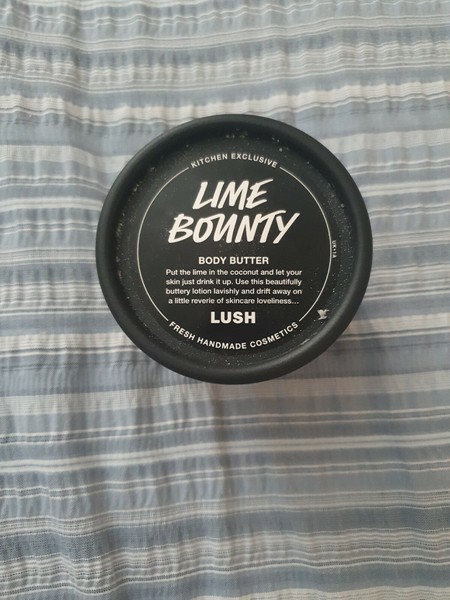 KITCHEN EXCLUSIVE
LIME
BOUNTY
BODY BUTTER
Put the lime in the coconut and let your
skin just drink it up. Use this beautifully
buttery lotion lavishly and drift away on
a little reverie of skincare loveliness...
LUSH
FRESH HANDMADE COSMETICS